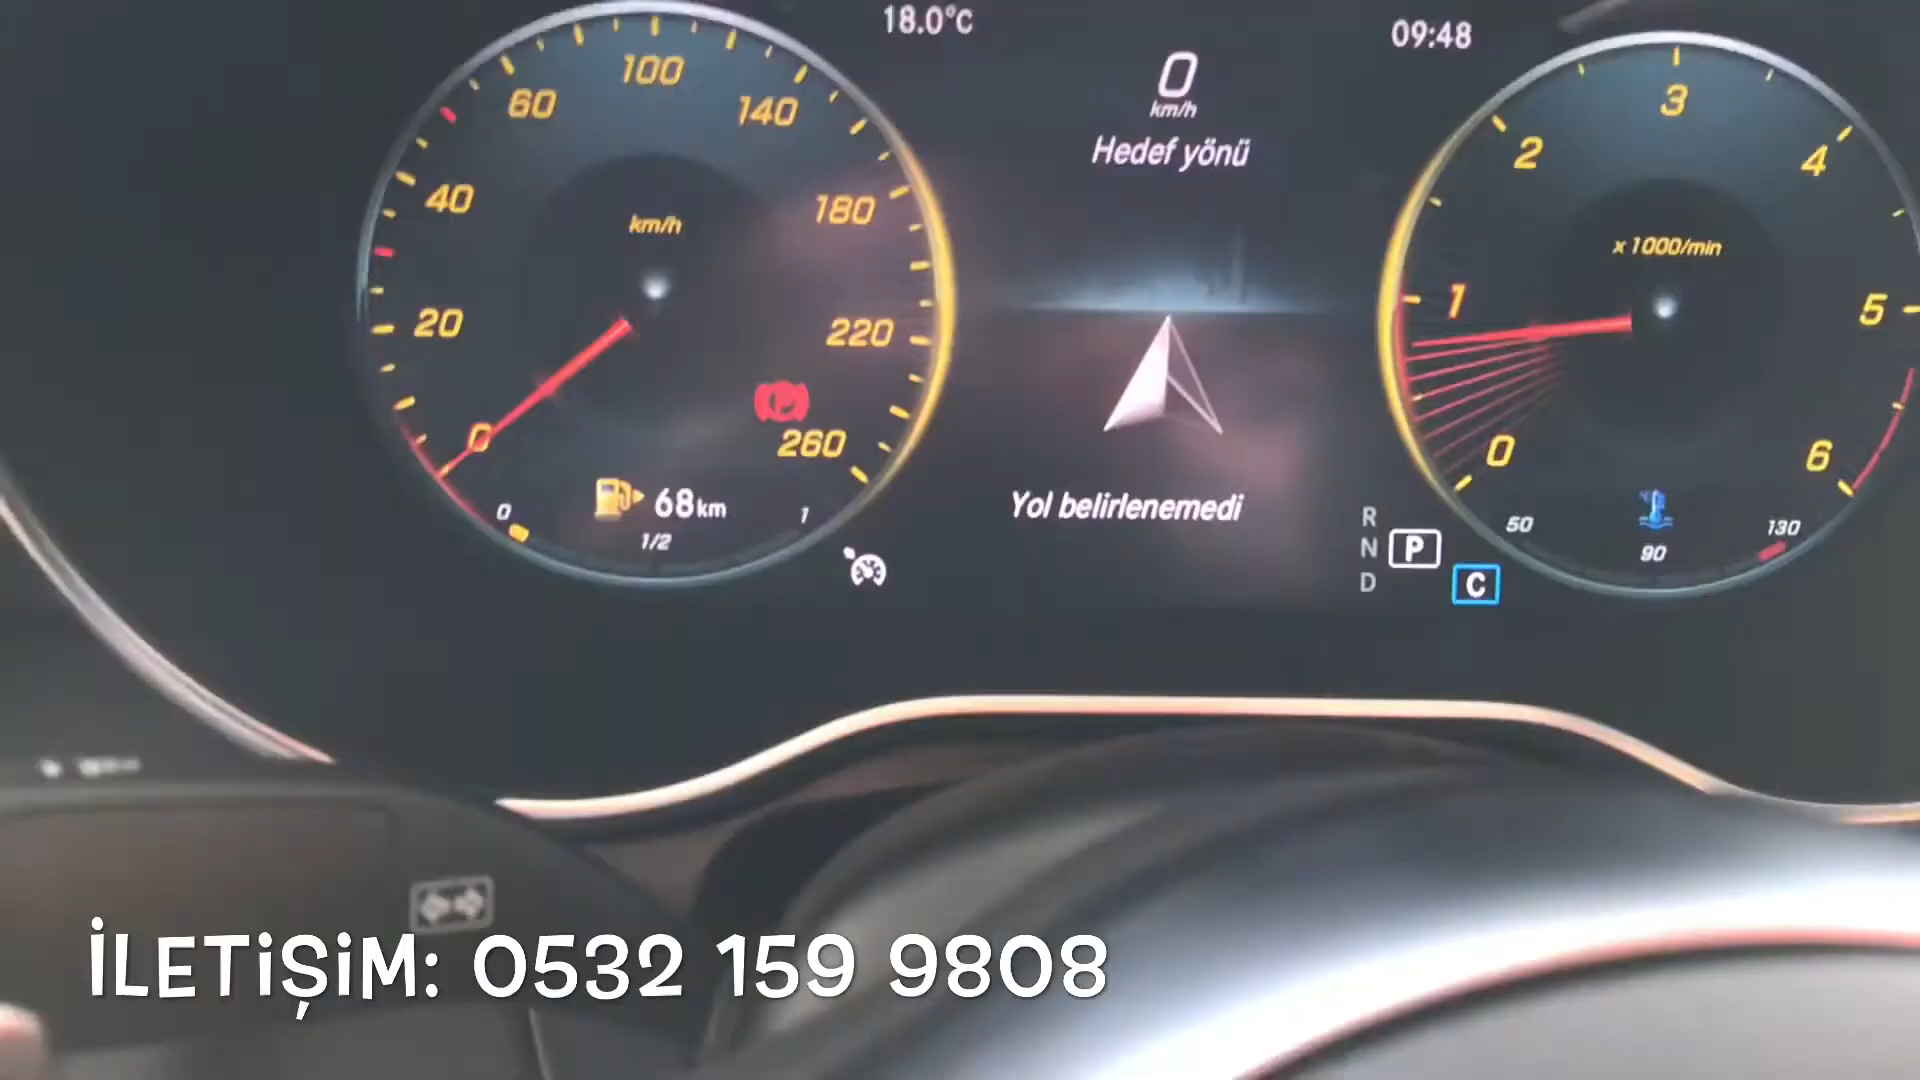 18.0°C
09:48
0
km/h
Hedef yönü
Yol belirlenemedi
0
20
40
60
100
140
180
220
260
km/h
68 km
0
1/2
1
0
1
2
3
4
5
6
x 1000/min
50
90
130
R
N
D
P
C
İLETİŞİM: 0532 159 9808